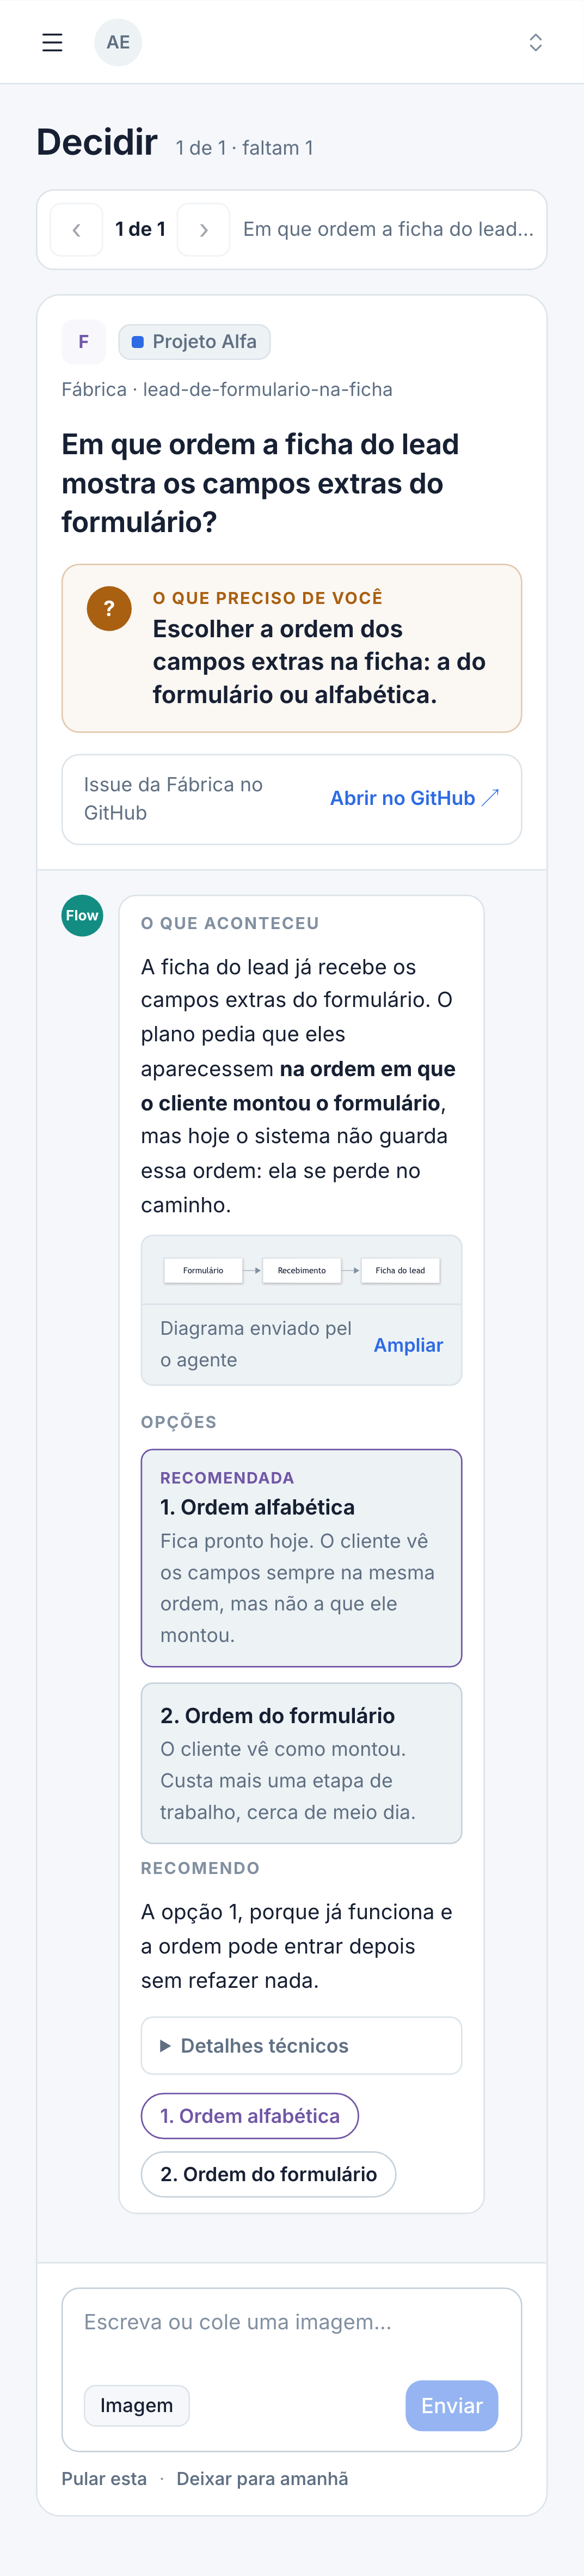 AE
Decidir 1 de 1 · faltam 1
‹ 1 de 1 › Em que ordem a ficha do lead...
F Projeto Alfa
Fábrica · lead-de-formulario-na-ficha
Em que ordem a ficha do lead
mostra os campos extras do
formulário?
?
O QUE PRECISO DE VOCÊ
Escolher a ordem dos
campos extras na ficha: a do
formulário ou alfabética.
Issue da Fábrica no
GitHub
Abrir no GitHub ↗
Flow
O QUE ACONTECEU
A ficha do lead já recebe os
campos extras do formulário. O
plano pedia que eles
aparecessem na ordem em que
o cliente montou o formulário,
mas hoje o sistema não guarda
essa ordem: ela se perde no
caminho.
Formulário Recebimento Ficha do lead
Diagrama enviado pel
o agente
Ampliar
OPÇÕES
RECOMENDADA
1. Ordem alfabética
Fica pronto hoje. O cliente vê
os campos sempre na mesma
ordem, mas não a que ele
montou.
2. Ordem do formulário
O cliente vê como montou.
Custa mais uma etapa de
trabalho, cerca de meio dia.
RECOMENDO
A opção 1, porque já funciona e
a ordem pode entrar depois
sem refazer nada.
▶ Detalhes técnicos
1. Ordem alfabética
2. Ordem do formulário
Escreva ou cole uma imagem...
Imagem Enviar
Pular esta · Deixar para amanhã